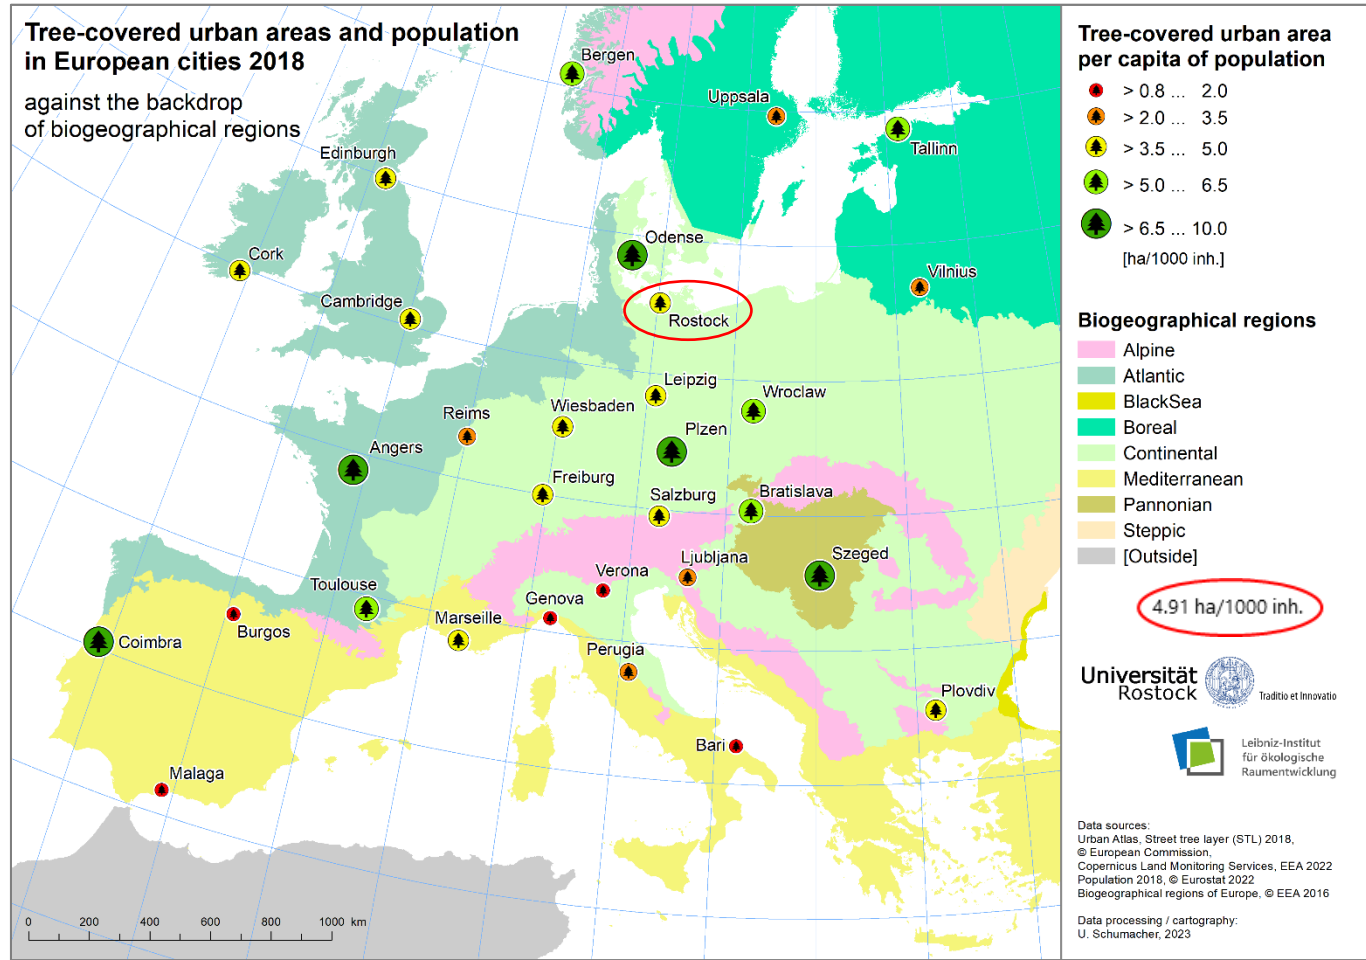 Tree-covered urban areas and population
in European cities 2018
against the backdrop
of biogeographical regions
Bergen
Uppsala
Tallinn
Edinburgh
Cork
Cambridge
Odense
Vilnius
Rostock
Leipzig
Wroclaw
Reims
Wiesbaden
Angers
Plzen
Freiburg
Salzburg
Bratislava
Toulouse
Verona
Ljubljana
Szeged
Genova
Burgos
Marseille
Coimbra
Perugia
Plovdiv
Bari
Malaga
0 200 400 600 800 1000 km
Tree-covered urban area
per capita of population
> 0.8 ... 2.0
> 2.0 ... 3.5
> 3.5 ... 5.0
> 5.0 ... 6.5
> 6.5 ... 10.0
[ha/1000 inh.]
Biogeographical regions
Alpine
Atlantic
BlackSea
Boreal
Continental
Mediterranean
Pannonian
Steppic
[Outside]
4.91 ha/1000 inh.
Universität
Rostock
Traditio et Innovatio
Leibniz-Institut
für ökologische
Raumentwicklung
Data sources:
Urban Atlas, Street tree layer (STL) 2018,
© European Commission,
Copernicus Land Monitoring Services, EEA 2022
Population 2018, © Eurostat 2022
Biogeographical regions of Europe, © EEA 2016
Data processing / cartography:
U. Schumacher, 2023